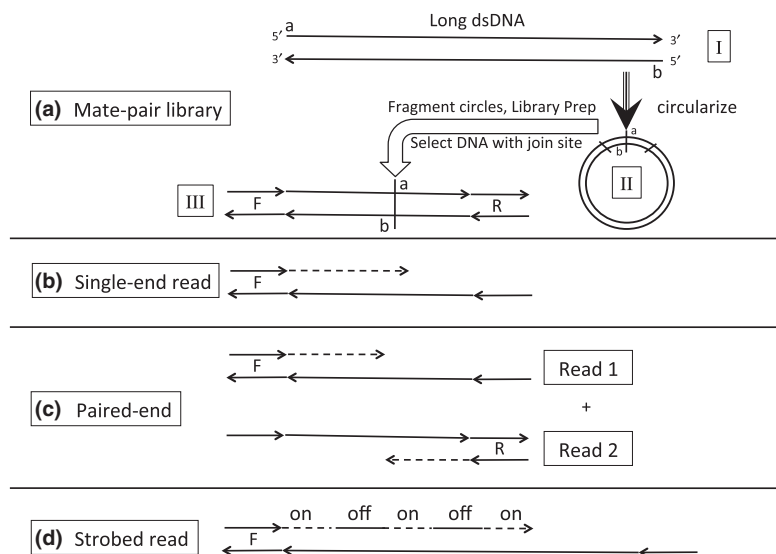 a Long dsDNA
5′ 3′ I
3′ 5′
b
(a) Mate-pair library
Fragment circles, Library Prep
Select DNA with join site
circularize
a
b
II
III
F a R
b
(b) Single-end read
F
(c) Paired-end
F
Read 1
+
R
Read 2
(d) Strobed read
on off on off on
F